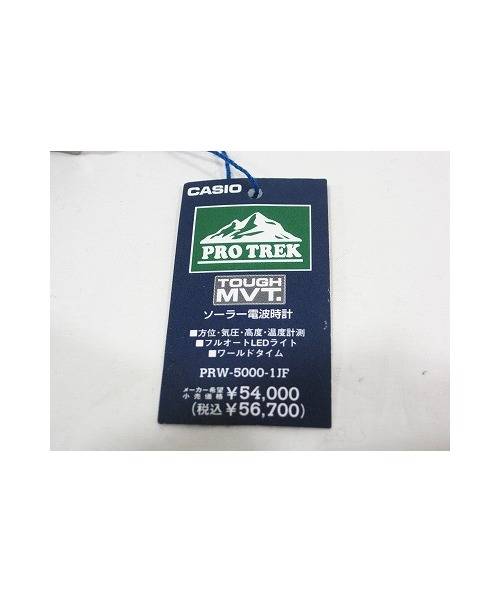 CASIO
PRO TREK
TOUGH
MVT.
ソーラー電波時計
■方位・気圧・高度・温度計測
■フルオートLEDライト
■ワールドタイム
PRW-5000-1JF
メーカー希望小売価格 ¥54,000
(税込¥56,700)